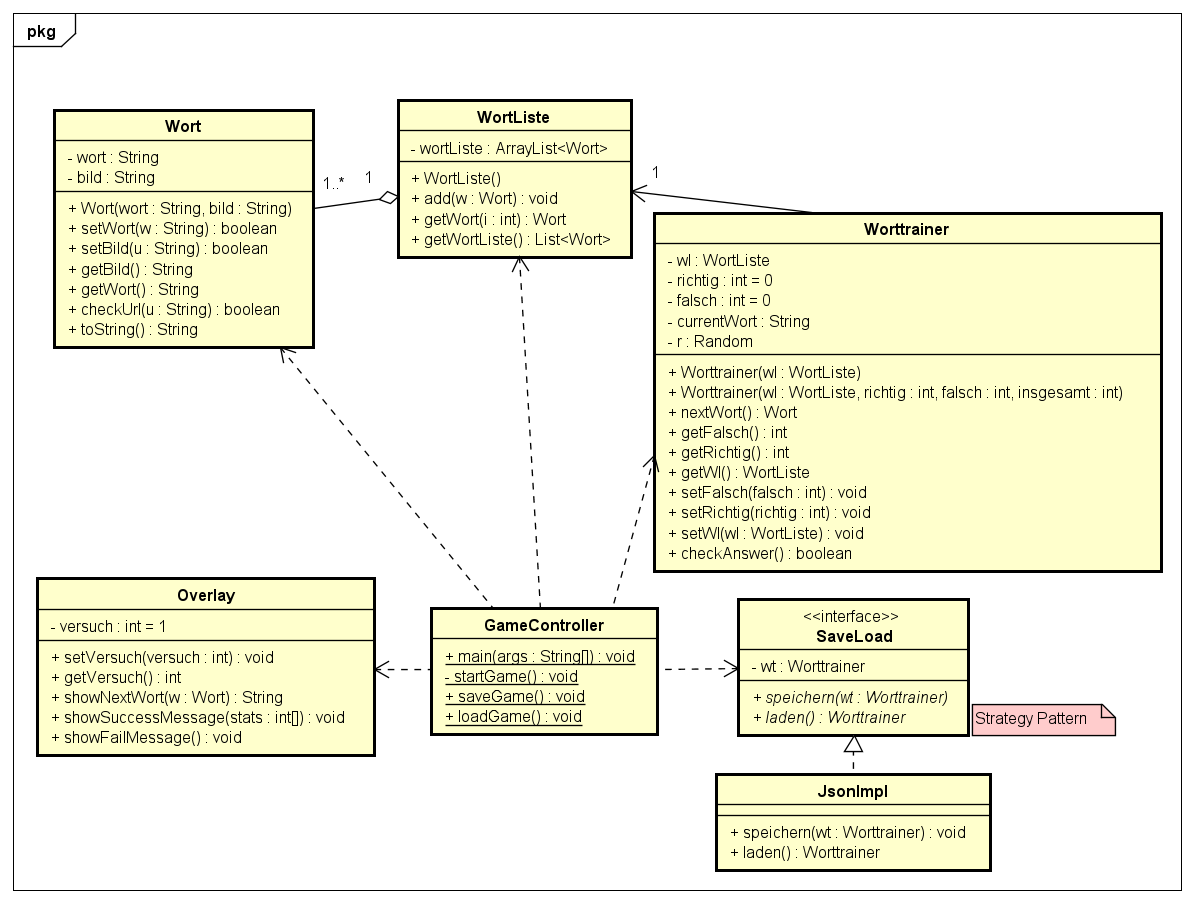 pkg
Wort
- wort : String
- bild : String
+ Wort(wort : String, bild : String)
+ setWort(w : String) : boolean
+ setBild(u : String) : boolean
+ getBild() : String
+ getWort() : String
+ checkUrl(u : String) : boolean
+ toString() : String
1..*
1
WortListe
- wortListe : ArrayList<Wort>
+ WortListe()
+ add(w : Wort) : void
+ getWort(i : int) : Wort
+ getWortListe() : List<Wort>
1
Worttrainer
- wl : WortListe
- richtig : int = 0
- falsch : int = 0
- currentWort : String
- r : Random
+ Worttrainer(wl : WortListe)
+ Worttrainer(wl : WortListe, richtig : int, falsch : int, insgesamt : int)
+ nextWort() : Wort
+ getFalsch() : int
+ getRichtig() : int
+ getWl() : WortListe
+ setFalsch(falsch : int) : void
+ setRichtig(richtig : int) : void
+ setWl(wl : WortListe) : void
+ checkAnswer() : boolean
Overlay
- versuch : int = 1
+ setVersuch(versuch : int) : void
+ getVersuch() : int
+ showNextWort(w : Wort) : String
+ showSuccessMessage(stats : int[]) : void
+ showFailMessage() : void
GameController
+ main(args : String[]) : void
- startGame() : void
+ saveGame() : void
+ loadGame() : void
<<interface>>
SaveLoad
- wt : Worttrainer
+ speichern(wt : Worttrainer)
+ laden() : Worttrainer
Strategy Pattern
JsonImpl
+ speichern(wt : Worttrainer) : void
+ laden() : Worttrainer